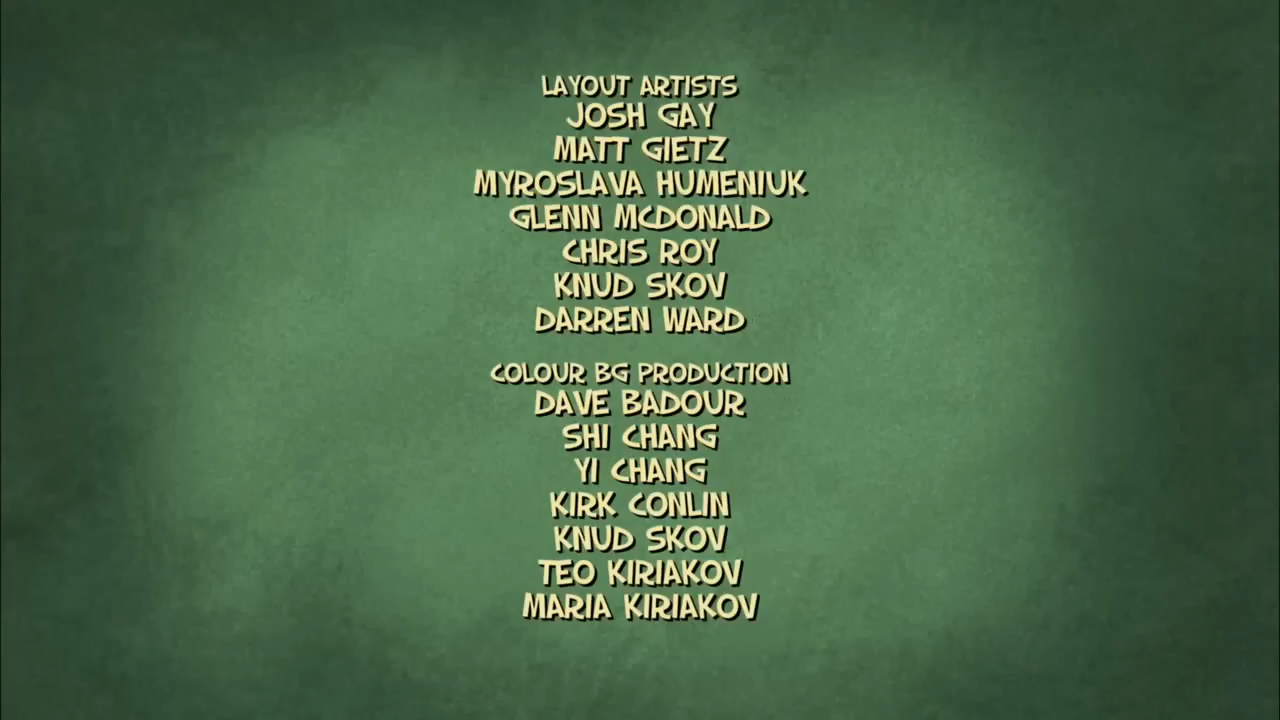 LAYOUT ARTISTS
JOSH GAY
MATT GIETZ
MYROSLAVA HUMENIUK
GLENN MCDONALD
CHRIS ROY
KNUD SKOV
DARREN WARD
COLOUR BG PRODUCTION
DAVE BADOUR
SHI CHANG
YI CHANG
KIRK CONLIN
KNUD SKOV
TEO KIRIAKOV
MARIA KIRIAKOV